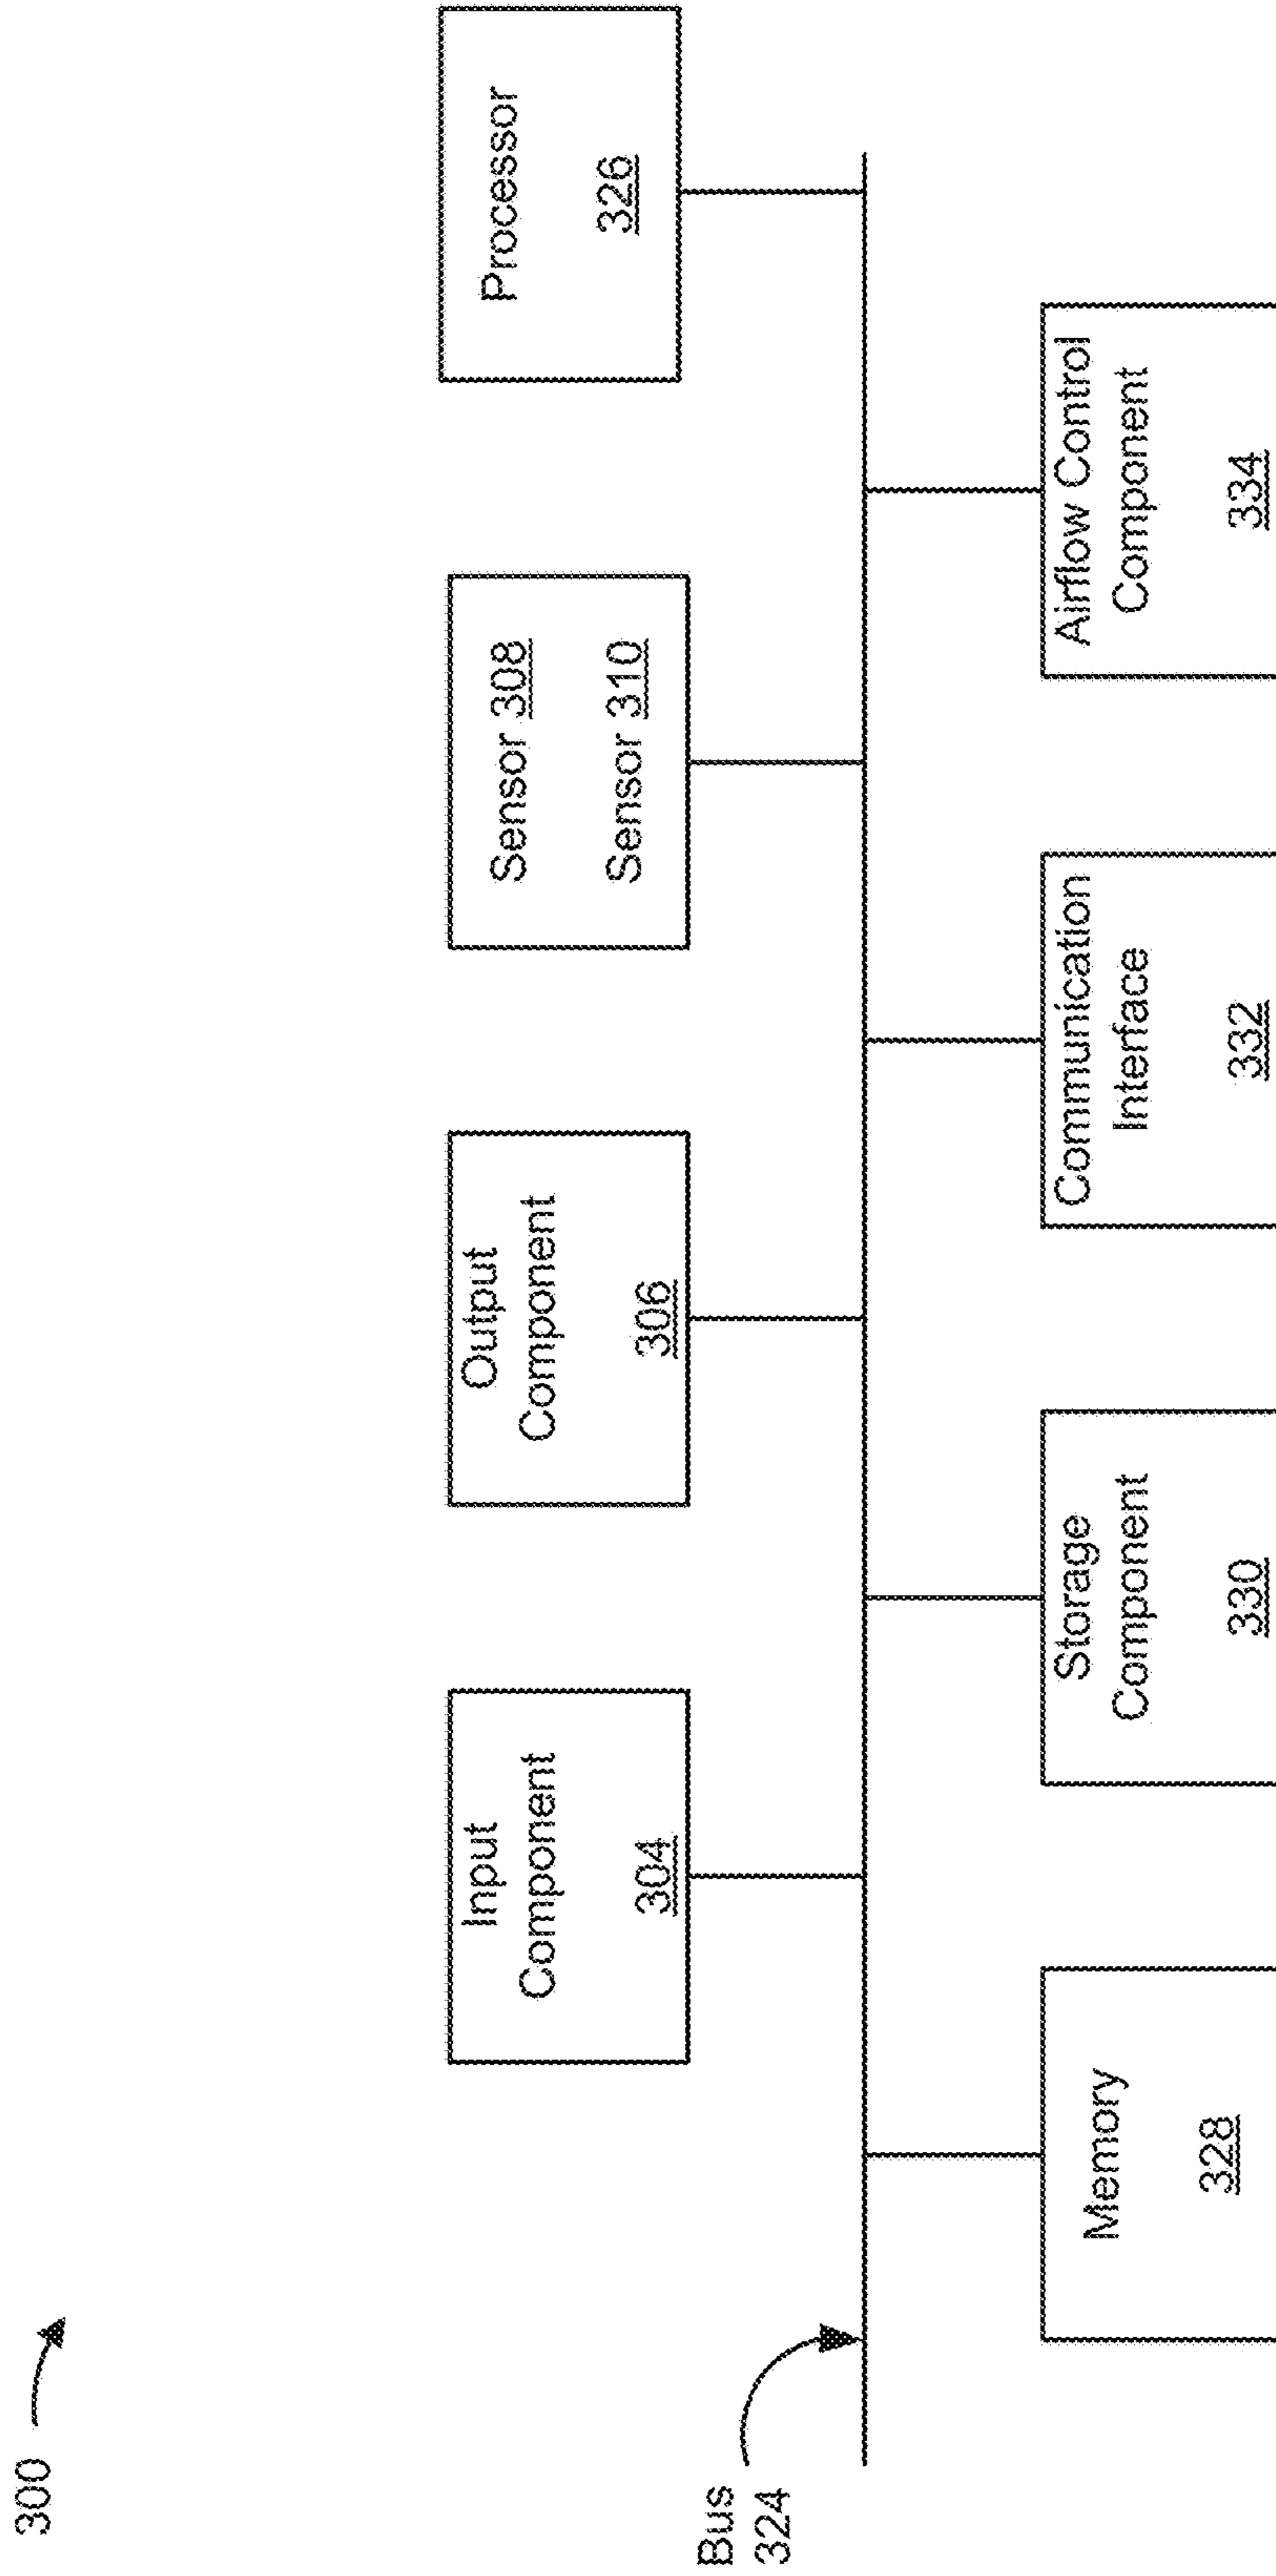 300
Input
Component
304
Output
Component
306
Sensor 308
Sensor 310
Processor
326
Bus
324
Memory
328
Storage
Component
330
Communication
Interface
332
Airflow Control
Component
334